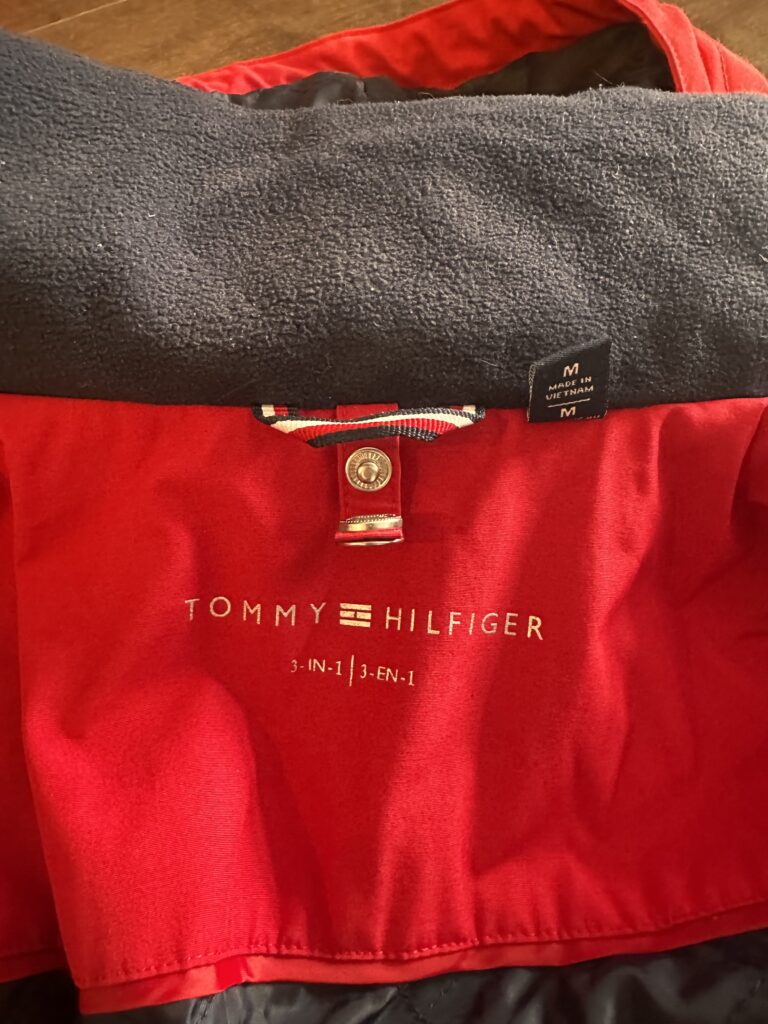 M
MADE IN
VIETNAM
M
TOMMY HILFIGER
3-IN-1 | 3-EN-1